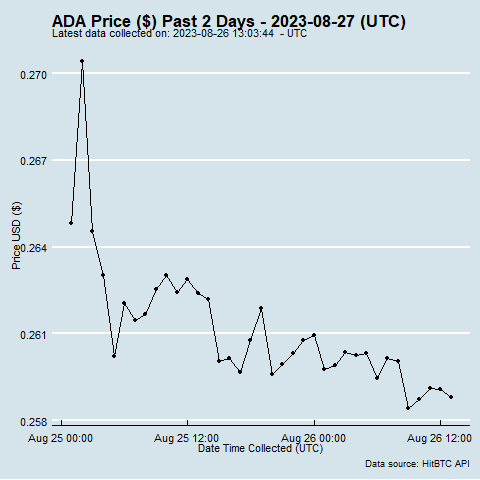 ADA Price ($) Past 2 Days - 2023-08-27 (UTC)
Latest data collected on: 2023-08-26 13:03:44  - UTC
0.270
0.267
0.264
0.261
0.258
Price USD ($)
Aug 25 00:00
Aug 25 12:00
Aug 26 00:00
Aug 26 12:00
Date Time Collected (UTC)
Data source: HitBTC API